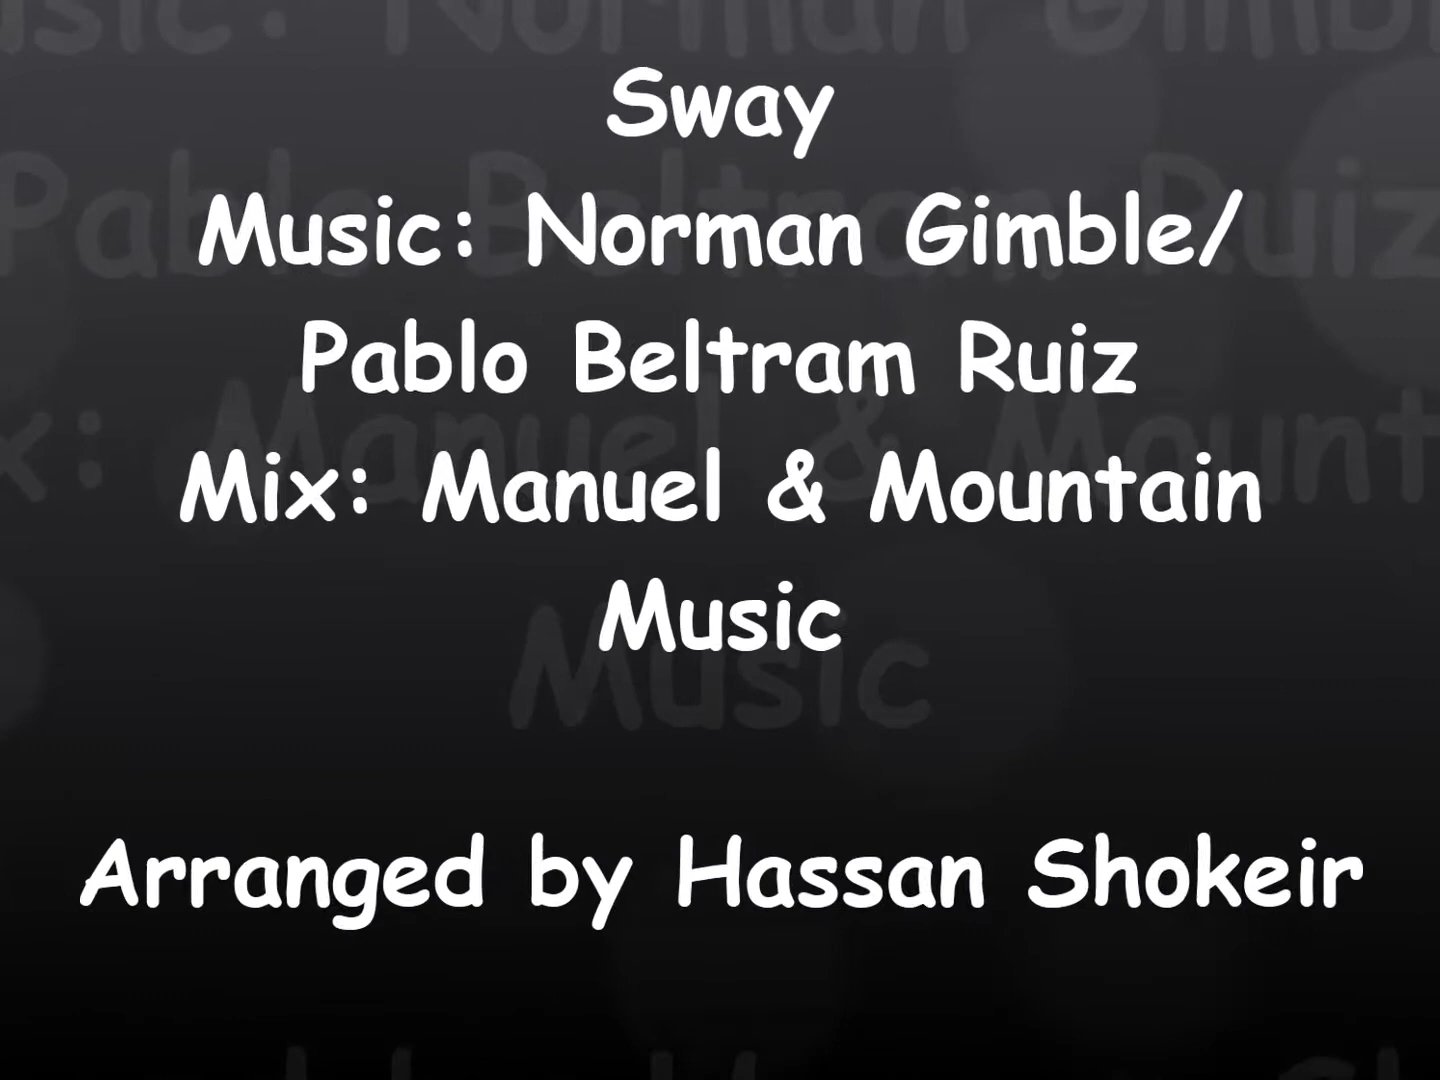 Sway
Music: Norman Gimble/
Pablo Beltram Ruiz
Mix: Manuel & Mountain
Music
Arranged by Hassan Shokeir